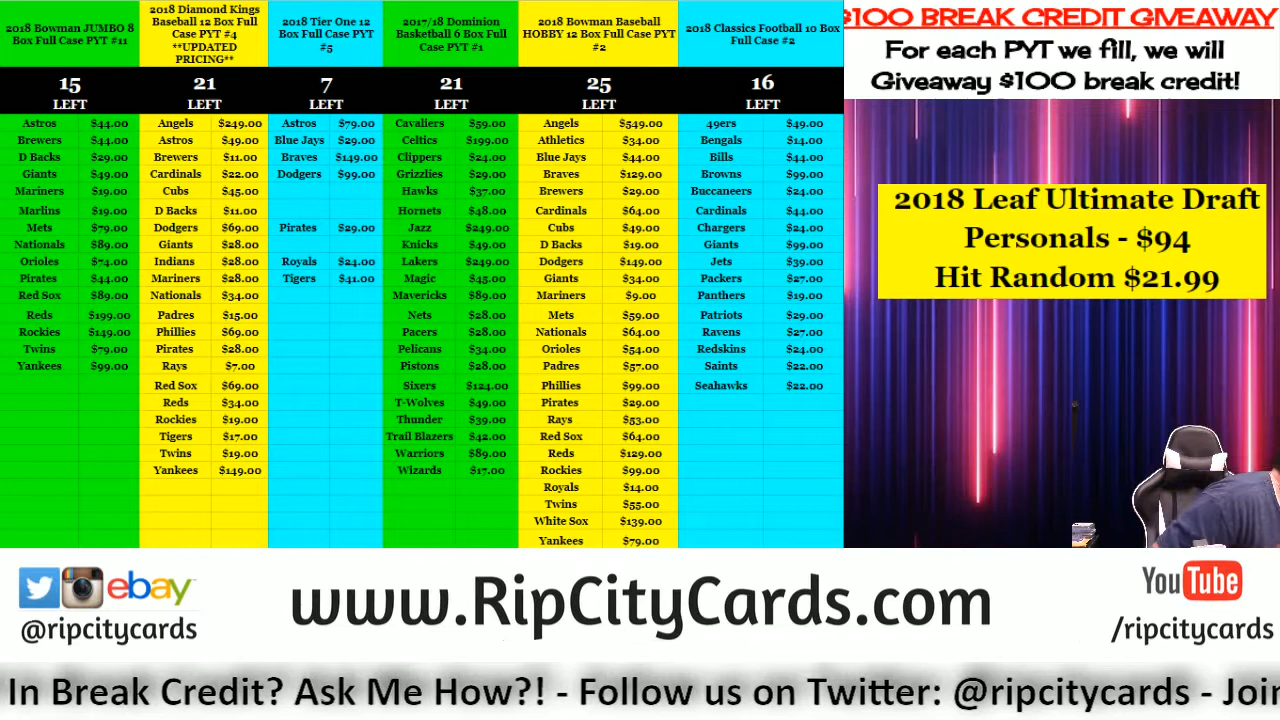 2018 Bowman JUMBO 8
Box Full Case PYT #11
15
LEFT
Astros $44.00
Brewers $44.00
D Backs $29.00
Giants $49.00
Mariners $19.00
Marlins $19.00
Mets $79.00
Nationals $89.00
Orioles $74.00
Pirates $44.00
Red Sox $89.00
Reds $199.00
Rockies $149.00
Twins $79.00
Yankees $99.00
2018 Diamond Kings
Baseball 12 Box Full
Case PYT #4
**UPDATED
PRICING**
21
LEFT
Angels $249.00
Astros $49.00
Brewers $11.00
Cardinals $22.00
Cubs $45.00
D Backs $11.00
Dodgers $69.00
Giants $28.00
Indians $28.00
Mariners $28.00
Nationals $34.00
Padres $15.00
Phillies $69.00
Pirates $28.00
Rays $7.00
Red Sox $69.00
Reds $34.00
Rockies $19.00
Tigers $17.00
Twins $19.00
Yankees $149.00
2018 Tier One 12
Box Full Case PYT
#5
7
LEFT
Astros $79.00
Blue Jays $29.00
Braves $149.00
Dodgers $99.00
Pirates $29.00
Royals $24.00
Tigers $41.00
2017/18 Dominion
Basketball 6 Box Full
Case PYT #1
21
LEFT
Cavaliers $59.00
Celtics $199.00
Clippers $24.00
Grizzlies $29.00
Hawks $37.00
Hornets $48.00
Jazz $249.00
Knicks $49.00
Lakers $249.00
Magic $45.00
Mavericks $89.00
Nets $28.00
Pacers $28.00
Pelicans $34.00
Pistons $28.00
Sixers $124.00
T-Wolves $49.00
Thunder $39.00
Trail Blazers $42.00
Warriors $89.00
Wizards $17.00
2018 Bowman Baseball
HOBBY 12 Box Full Case PYT
#2
25
LEFT
Angels $549.00
Athletics $34.00
Blue Jays $44.00
Braves $129.00
Brewers $29.00
Cardinals $64.00
Cubs $49.00
D Backs $19.00
Dodgers $149.00
Giants $34.00
Mariners $9.00
Mets $59.00
Nationals $64.00
Orioles $54.00
Padres $57.00
Phillies $99.00
Pirates $29.00
Rays $53.00
Red Sox $64.00
Reds $129.00
Rockies $99.00
Royals $14.00
Twins $55.00
White Sox $139.00
Yankees $79.00
2018 Classics Football 10 Box
Full Case #2
16
LEFT
49ers $49.00
Bengals $14.00
Bills $44.00
Browns $99.00
Buccaneers $24.00
Cardinals $44.00
Chargers $24.00
Giants $99.00
Jets $39.00
Packers $27.00
Panthers $19.00
Patriots $29.00
Ravens $27.00
Redskins $24.00
Saints $22.00
Seahawks $22.00
$100 BREAK CREDIT GIVEAWAY
For each PYT we fill, we will
Giveaway $100 break credit!
2018 Leaf Ultimate Draft
Personals - $94
Hit Random $21.99
ebay
@ripcitycards
www.RipCityCards.com
YouTube
/ripcitycards
In Break Credit? Ask Me How?! - Follow us on Twitter: @ripcitycards - Join